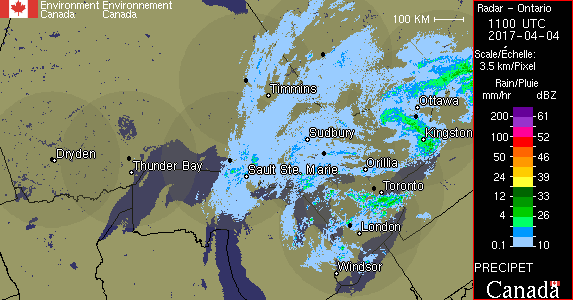 Environment Environnement
Canada Canada
100 KM
Timmins
Ottawa
Sudbury
Kingston
Dryden
Thunder Bay
Sault Ste. Marie
Orillia
Toronto
London
Windsor
Radar - Ontario
1100 UTC
2017-04-04
Scale/Échelle:
3.5 km/Pixel
Rain/Pluie
mm/hr dBZ
200 61
100 52
50 46
24 39
12 33
4 26
0.1 10
PRECIPET
Canada